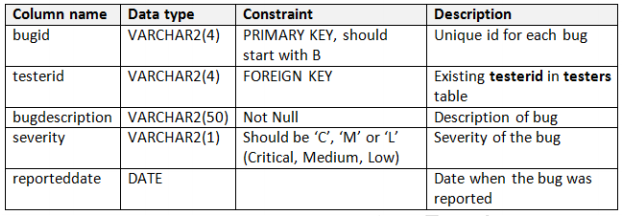 Column name Data type Constraint Description
bugid VARCHAR2(4) PRIMARY KEY, should Unique id for each bug
start with B
testerid VARCHAR2(4) FOREIGN KEY Existing testerid in testers
table
bugdescription VARCHAR2(50) Not Null Description of bug
severity VARCHAR2(1) Should be ‘C’, ‘M’ or ‘L’ Severity of the bug
(Critical, Medium, Low)
reporteddate DATE Date when the bug was
reported